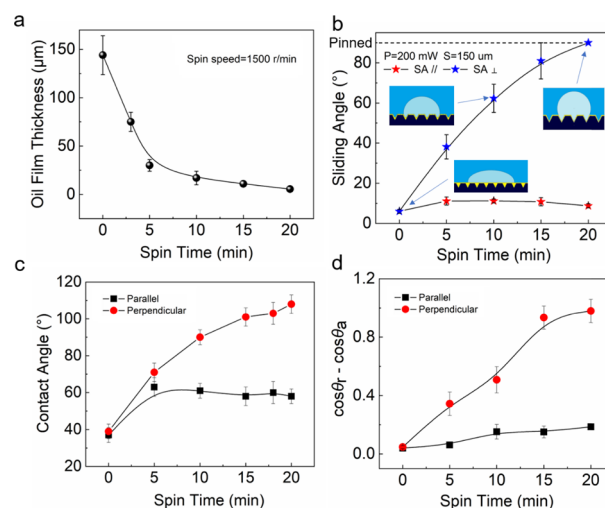 a
Oil Film Thickness (μm)
150
100
50
0
Spin speed=1500 r/min
0 5 10 15 20
Spin Time (min)
b
Sliding Angle (°)
Pinned
80
60
40
20
0
P=200 mW S=150 um
SA //
SA ⊥
0 5 10 15 20
Spin Time (min)
c
Contact Angle (°)
120
100
80
60
40
20
Parallel
Perpendicular
0 5 10 15 20
Spin Time (min)
d
cosθr - cosθa
1.2
0.8
0.4
0.0
Parallel
Perpendicular
0 5 10 15 20
Spin Time (min)